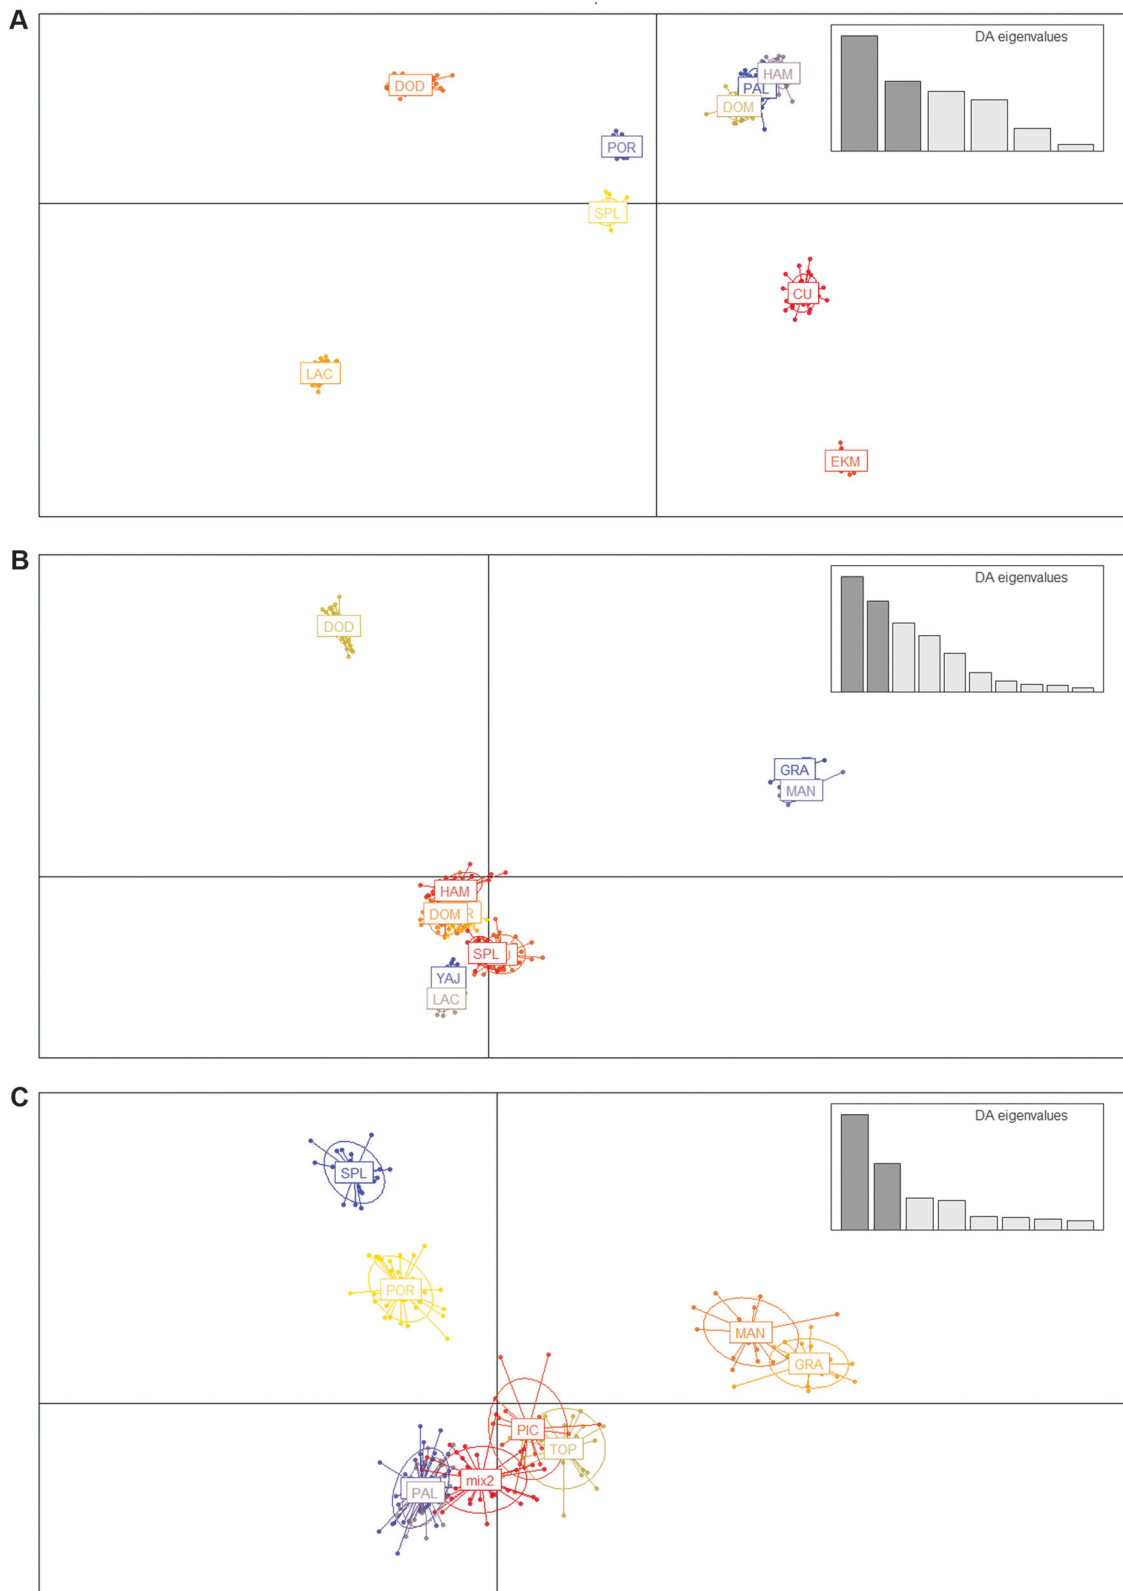 A
DA eigenvalues
DOD
HAM
PAL
DOM
POR
SPL
CU
LAC
EKM
B
DA eigenvalues
DOD
GRA
MAN
HAM
DOM
R
SPL
YAJ
LAC
C
DA eigenvalues
SPL
POR
MAN
GRA
PIC
TOP
mix2
PAL